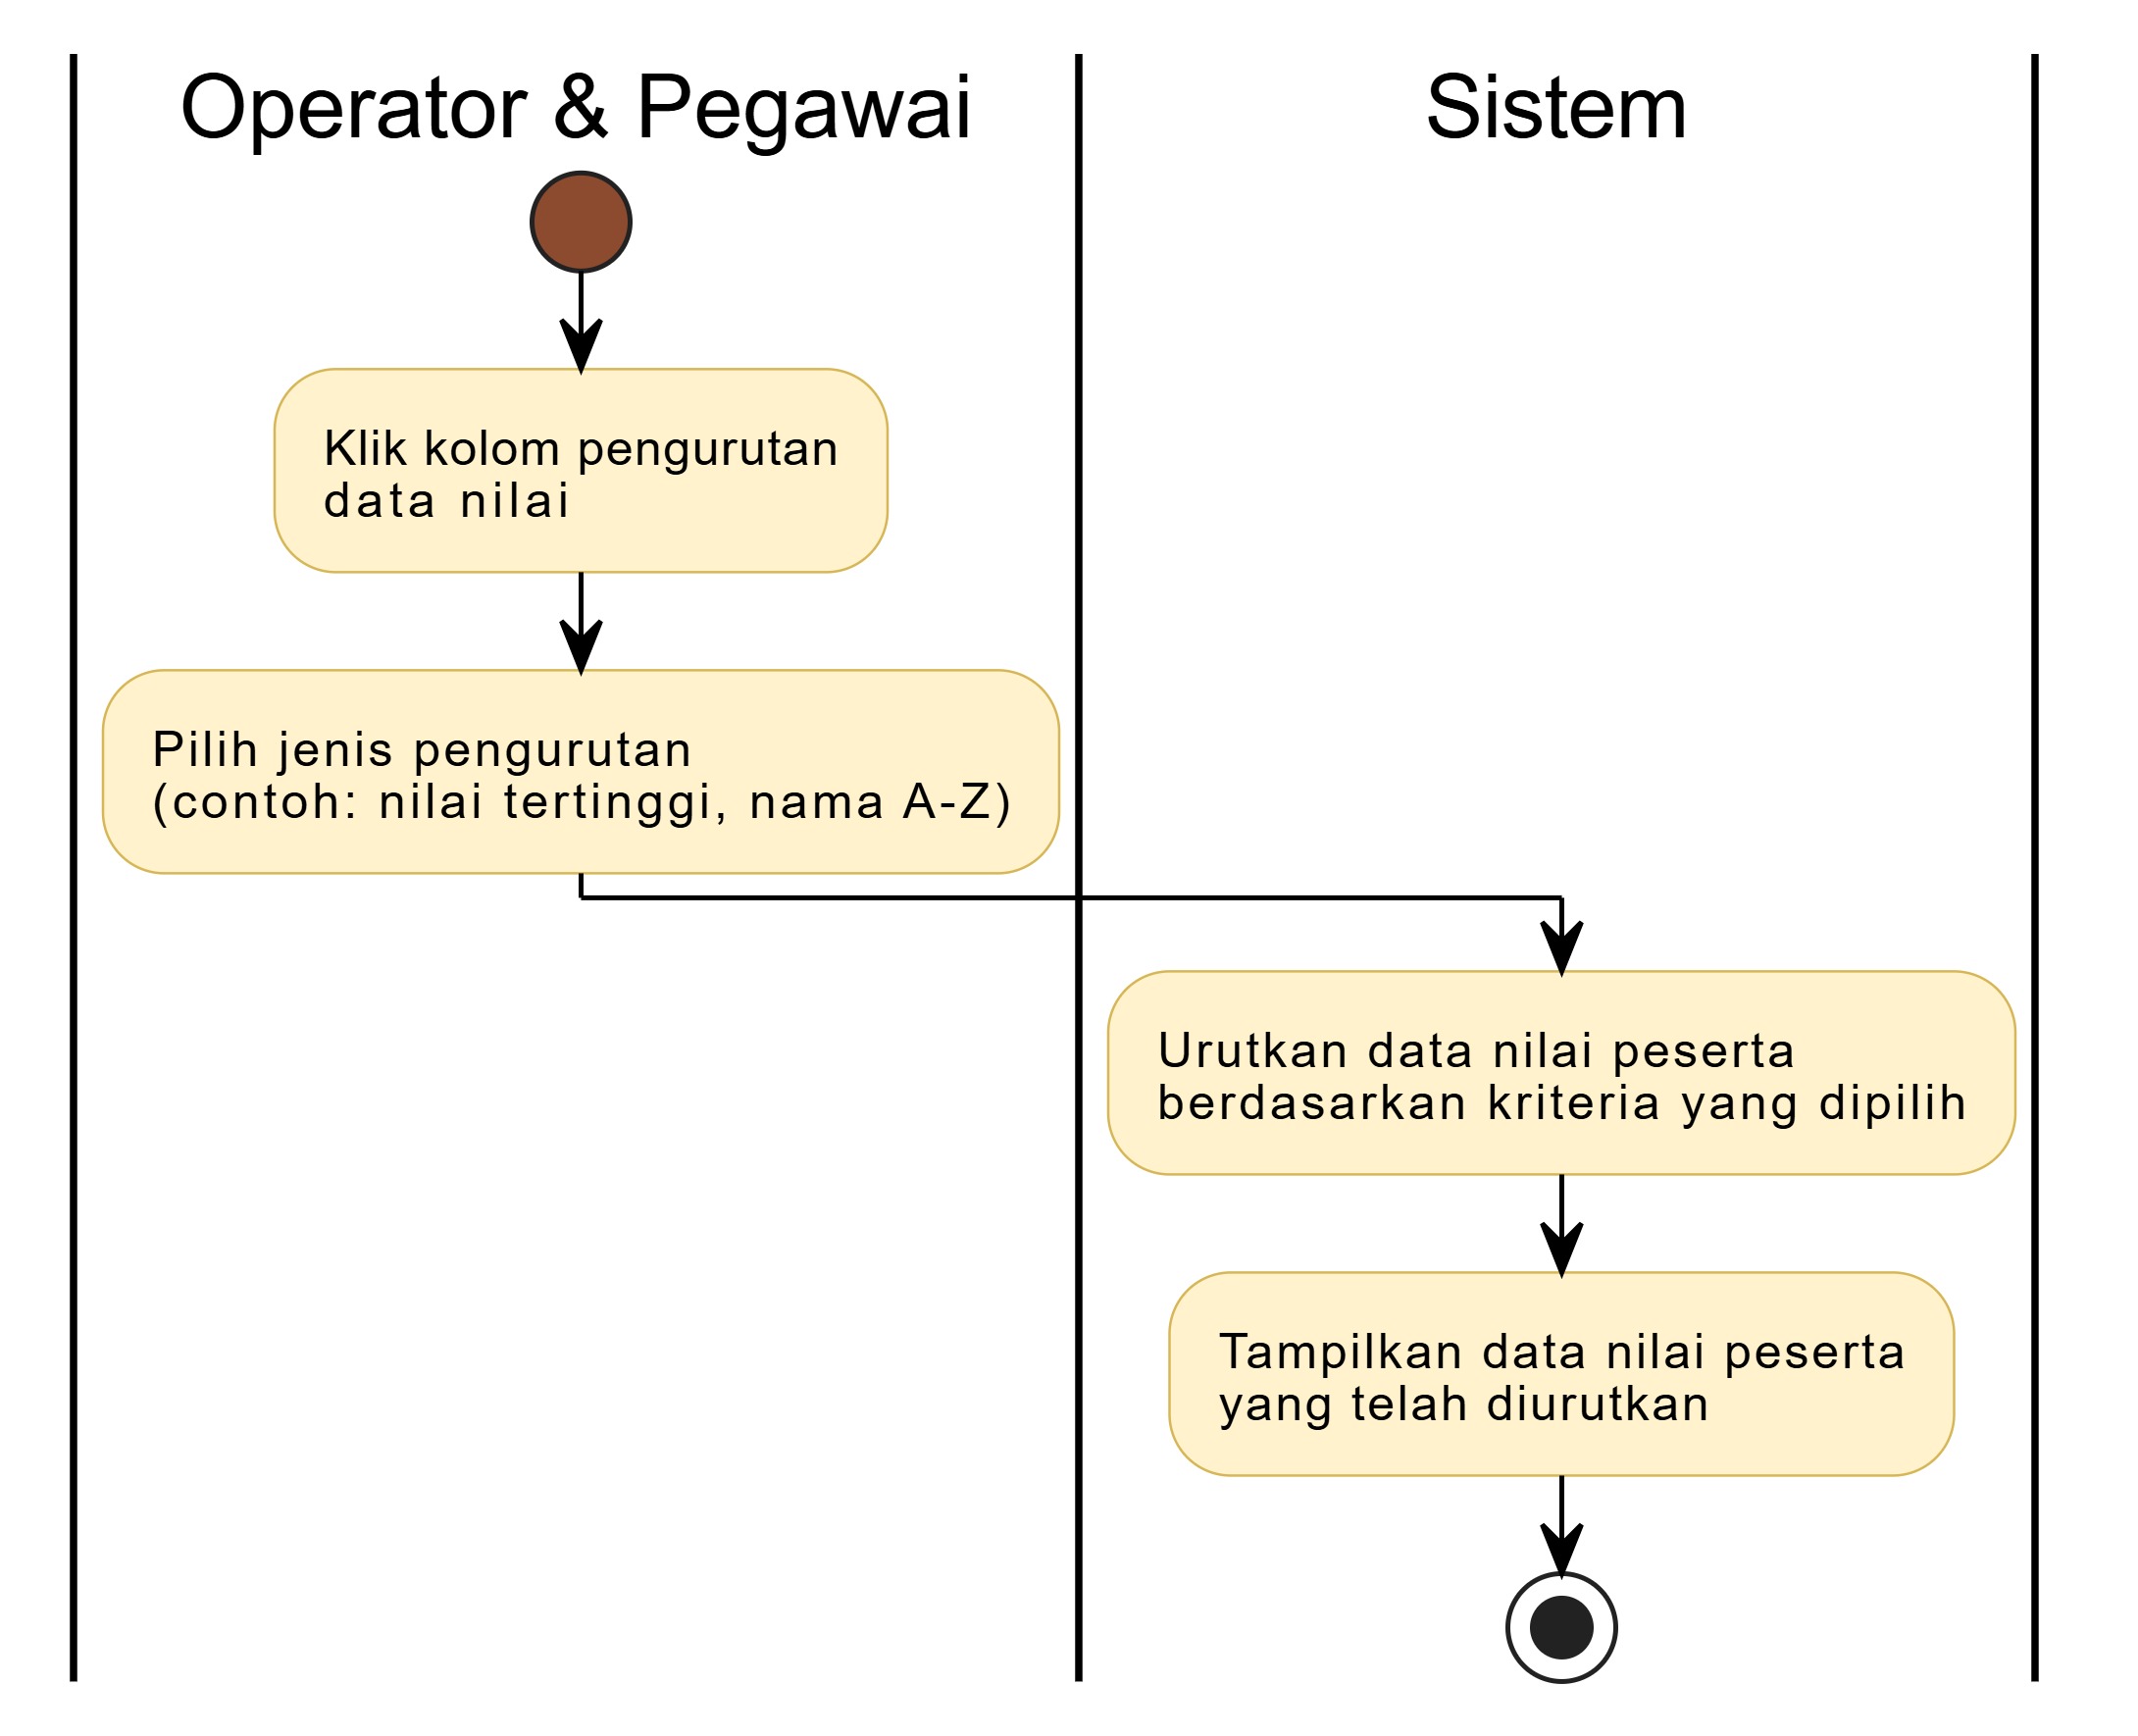 Operator & Pegawai
Sistem
Klik kolom pengurutan
data nilai
Pilih jenis pengurutan
(contoh: nilai tertinggi, nama A-Z)
Urutkan data nilai peserta
berdasarkan kriteria yang dipilih
Tampilkan data nilai peserta
yang telah diurutkan